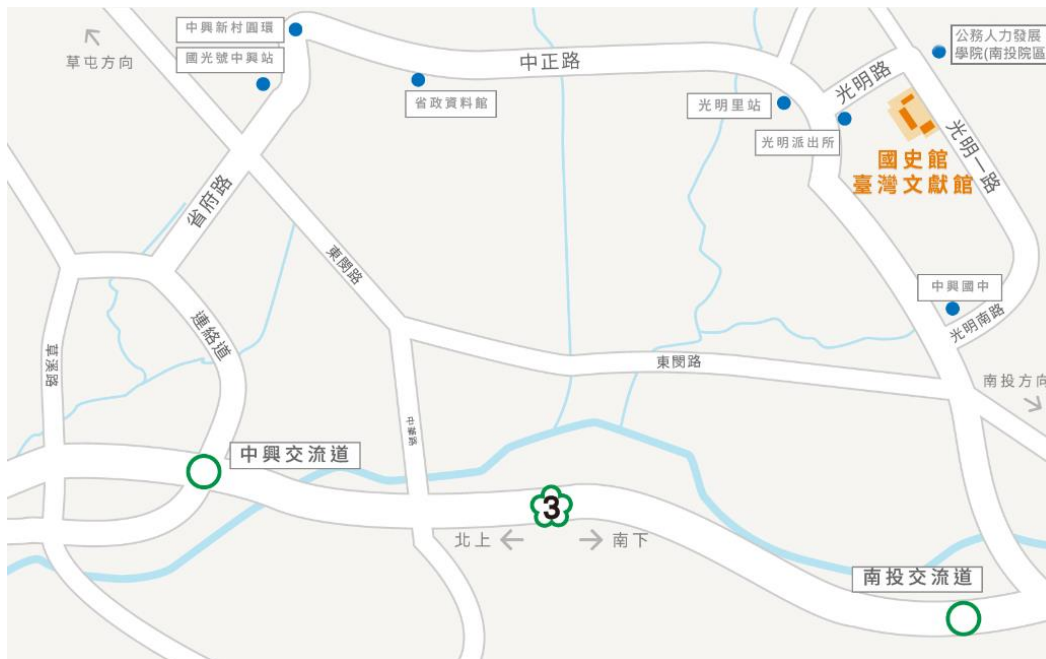 中興新村圓環
草屯方向
國光號中興站
中正路
省政資料館
光明里站
光明派出所
光明路
公務人力發展
學院(南投院區
國史館
臺灣文獻館
光明一路
省府路
東閔路
連絡道
草溪路
中興國中
光明南路
東閔路
南投方向
中華路
中興交流道
3
北上
南下
南投交流道